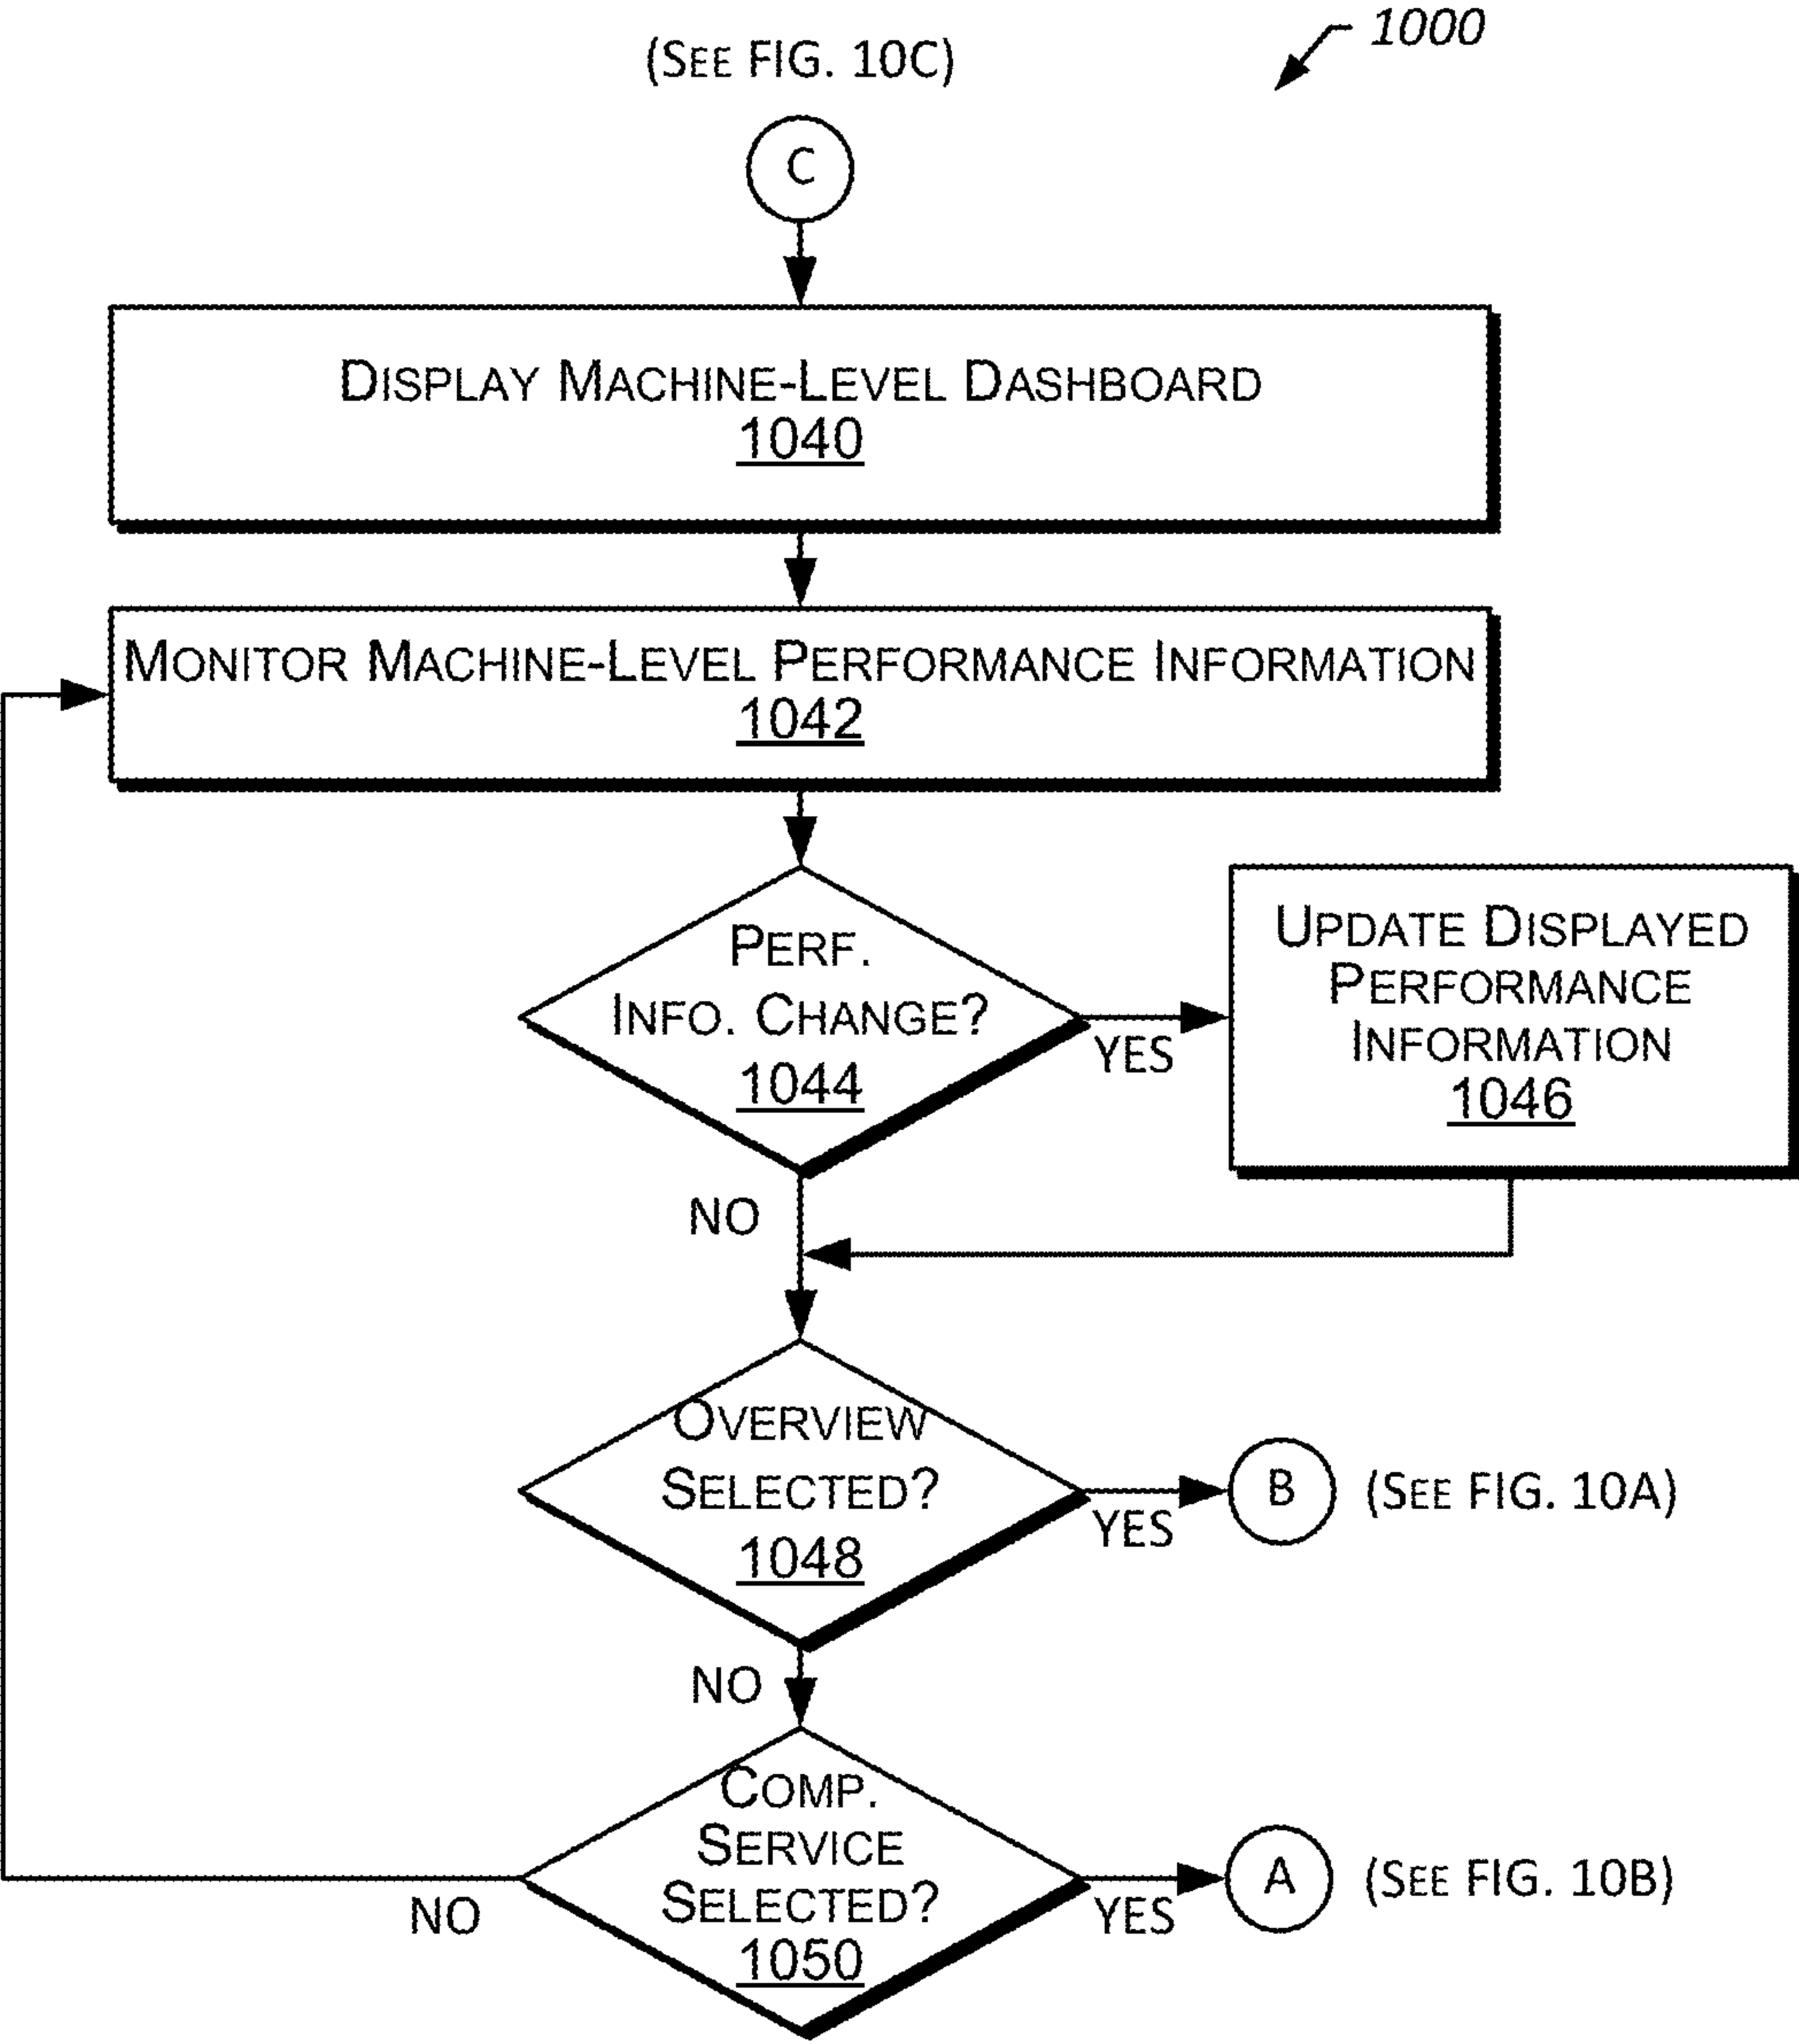 1000
(SEE FIG. 10C)
C
DISPLAY MACHINE-LEVEL DASHBOARD
1040
MONITOR MACHINE-LEVEL PERFORMANCE INFORMATION
1042
PERF.
INFO. CHANGE?
1044
YES
UPDATE DISPLAYED
PERFORMANCE
INFORMATION
1046
NO
OVERVIEW
SELECTED?
1048
YES
B
(SEE FIG. 10A)
NO
COMP.
SERVICE
SELECTED?
1050
NO
YES
A
(SEE FIG. 10B)